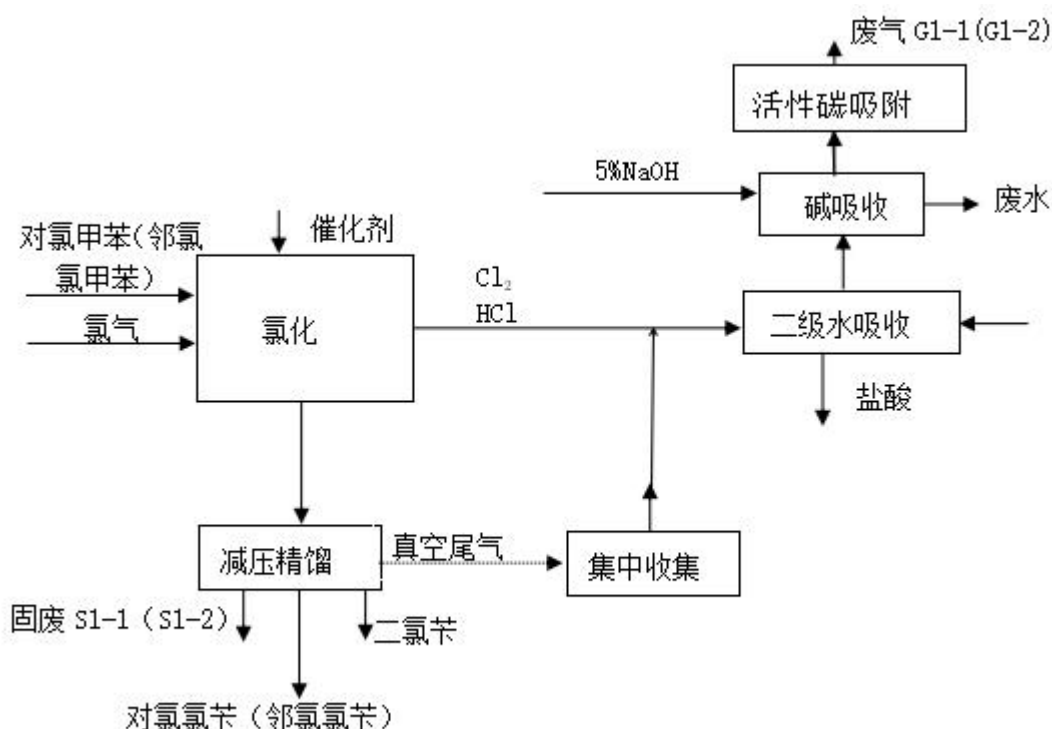 废气 G1-1(G1-2)
活性碳吸附
5%NaOH
碱吸收
废水
对氯甲苯(邻氯
氯甲苯）
催化剂
氯气
氯化
Cl₂
HCl
二级水吸收
盐酸
减压精馏
真空尾气
集中收集
固废 S1-1（S1-2）
二氯苄
对氯氯苄（邻氯氯苄）